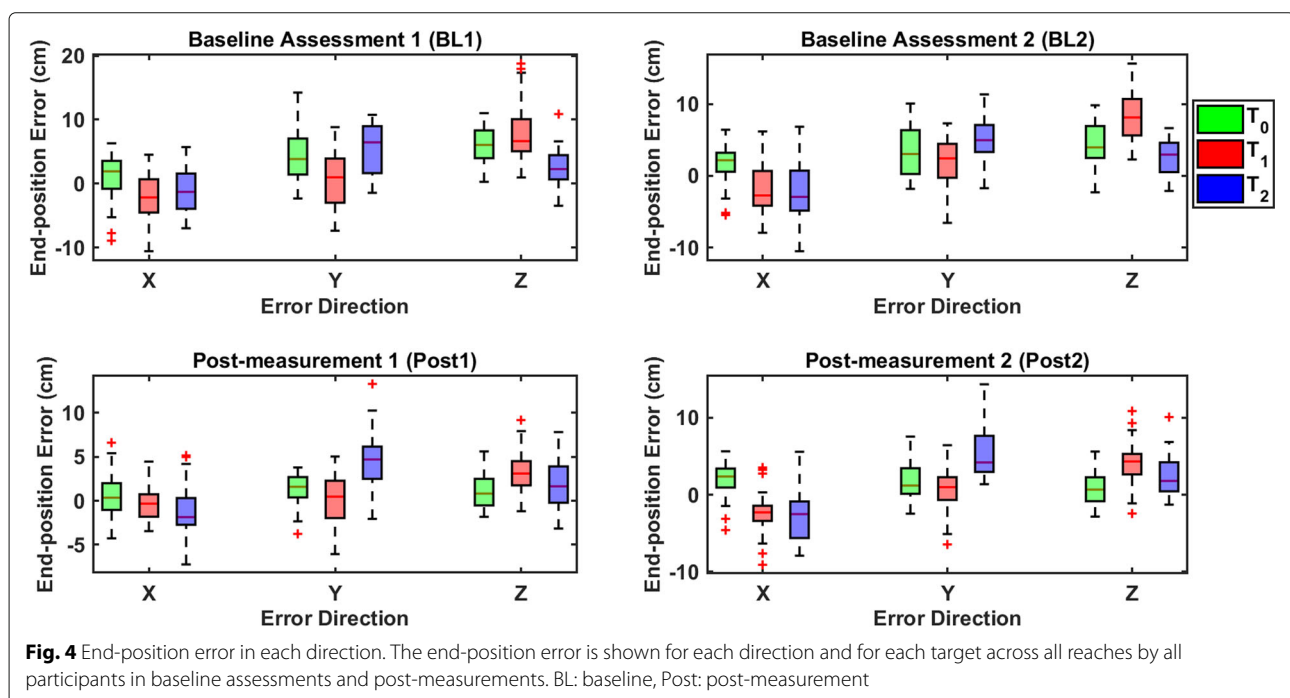 Baseline Assessment 1 (BL1)
End-position Error (cm)
20
10
0
-10
X
Y
Z
Error Direction
Baseline Assessment 2 (BL2)
End-position Error (cm)
10
0
-10
X
Y
Z
Error Direction
T0
T1
T2
Post-measurement 1 (Post1)
End-position Error (cm)
10
5
0
-5
X
Y
Z
Error Direction
Post-measurement 2 (Post2)
End-position Error (cm)
10
0
-10
X
Y
Z
Error Direction
Fig. 4 End-position error in each direction. The end-position error is shown for each direction and for each target across all reaches by all
participants in baseline assessments and post-measurements. BL: baseline, Post: post-measurement